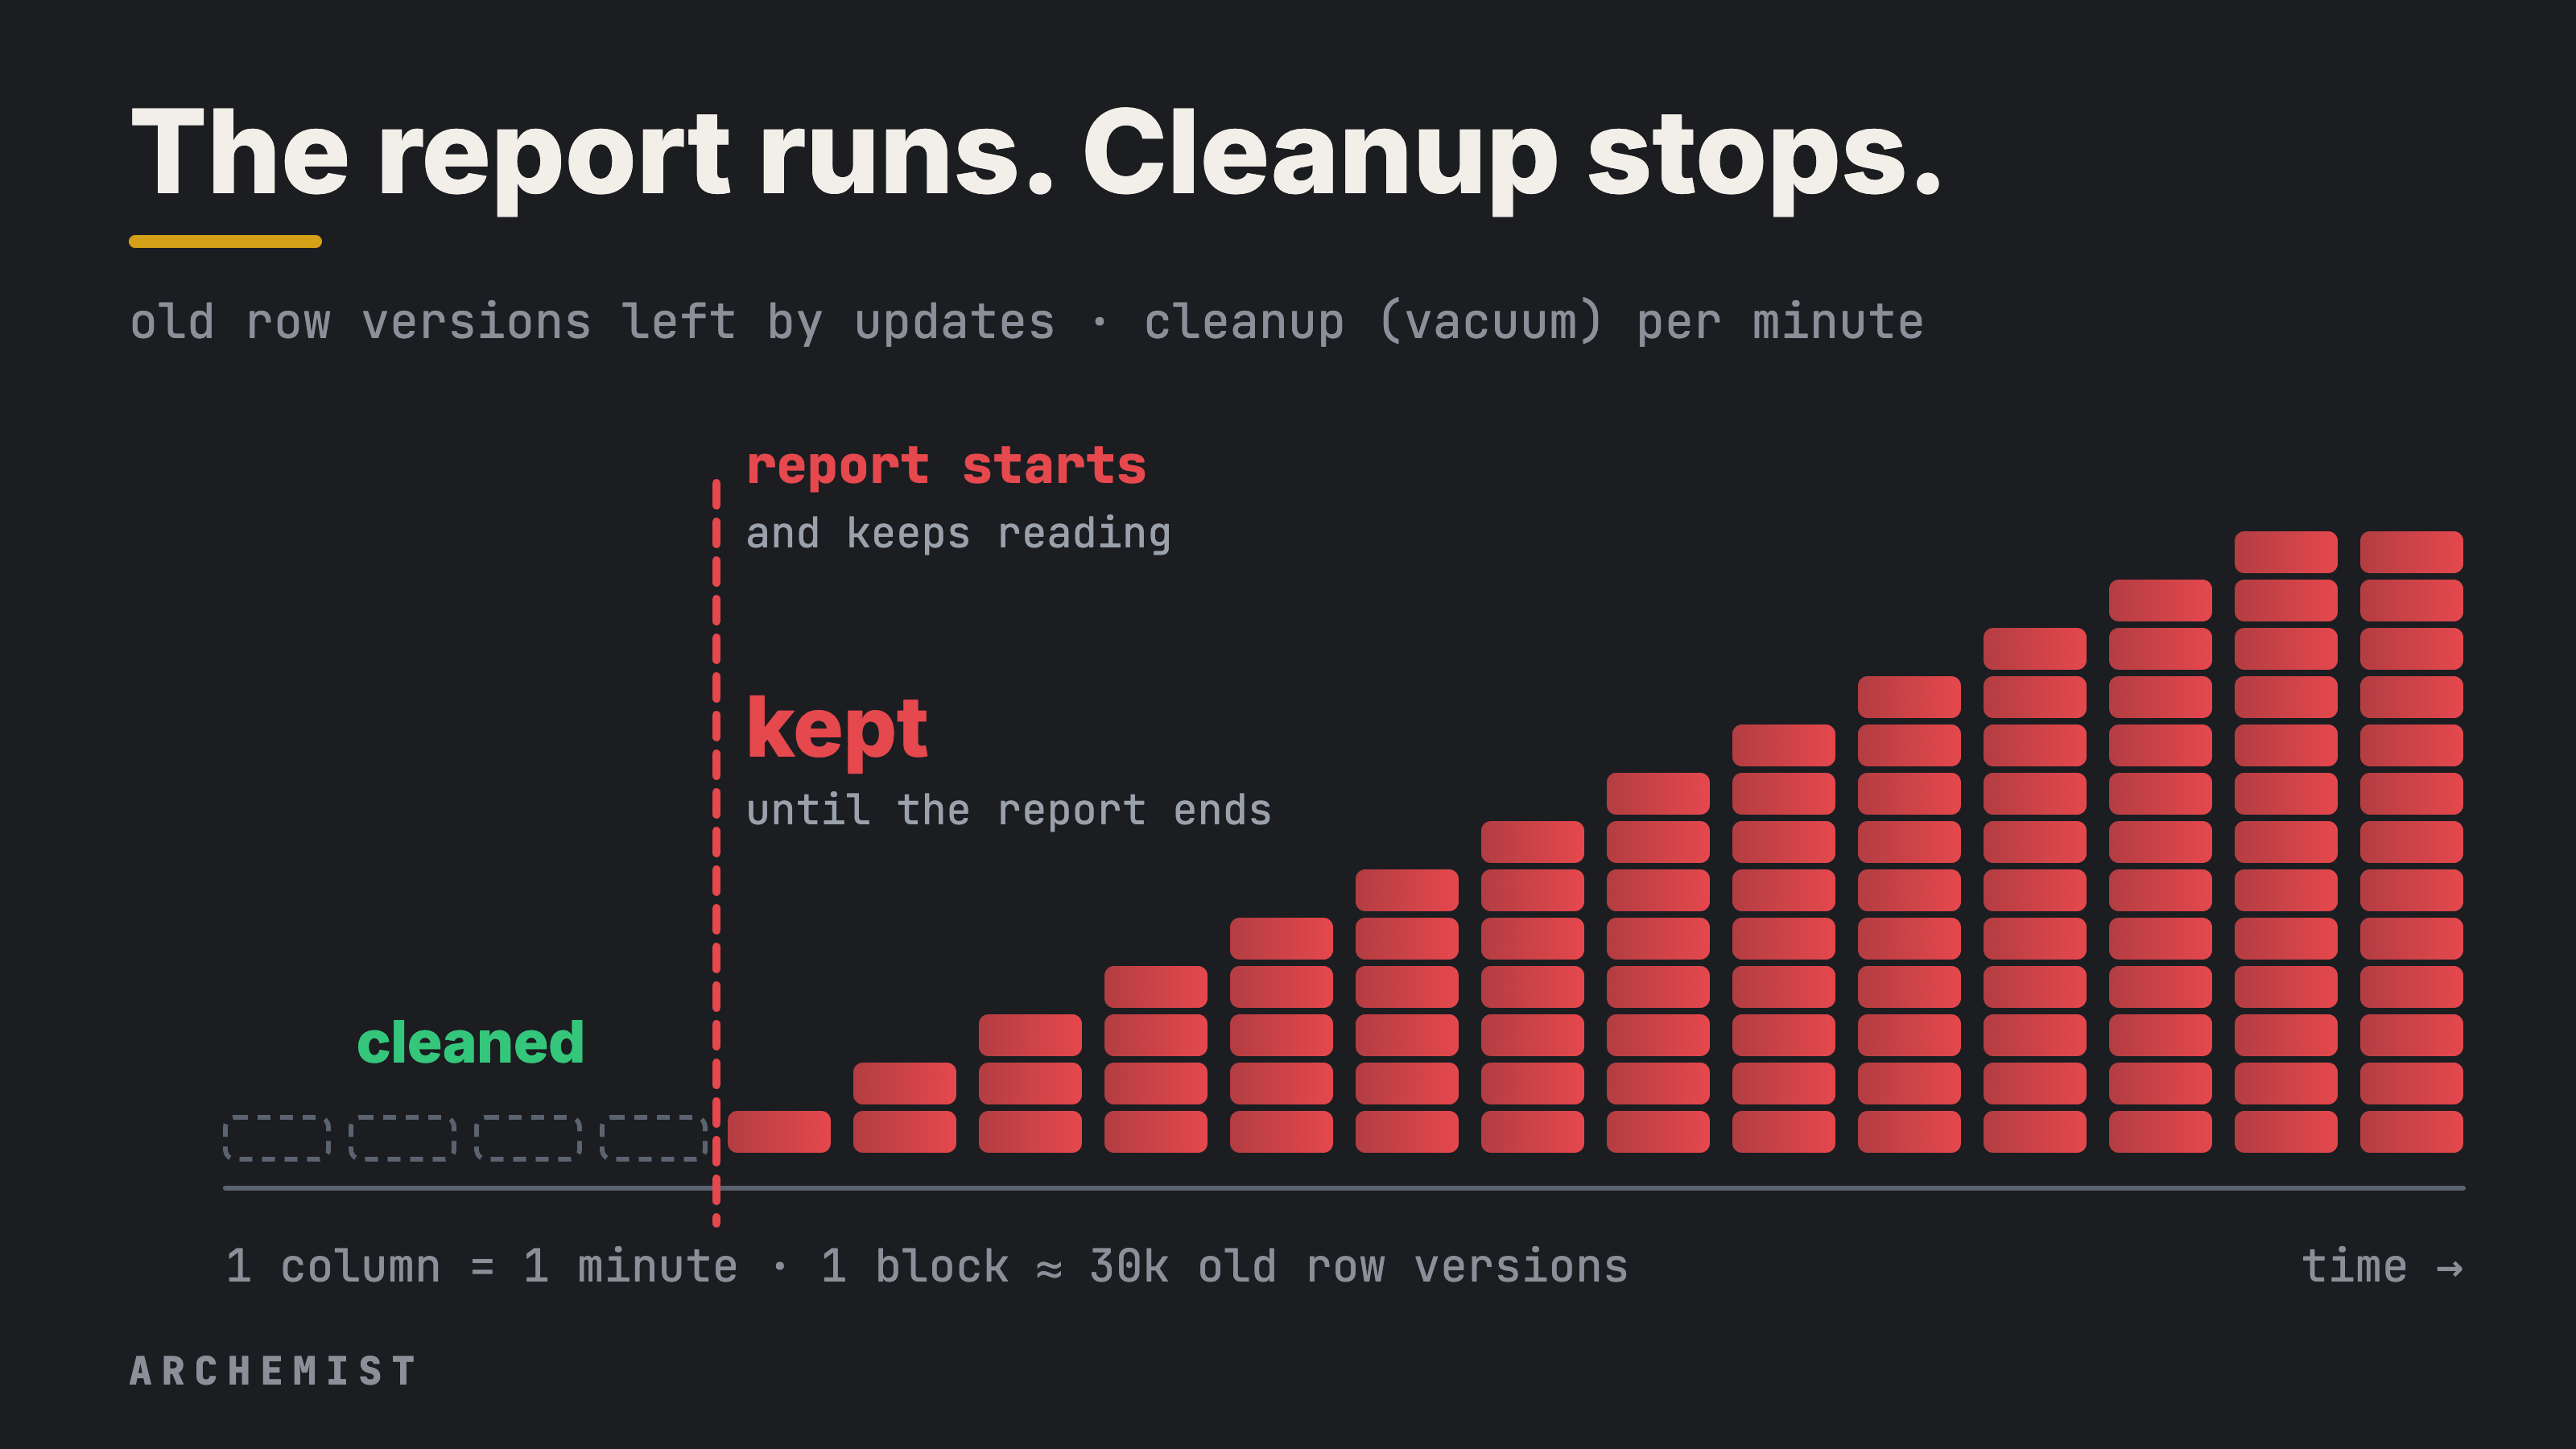 The report runs. Cleanup stops.
old row versions left by updates · cleanup (vacuum) per minute
report starts
and keeps reading
kept
until the report ends
cleaned
1 column = 1 minute · 1 block ≈ 30k old row versions
time →
ARCHEMIST